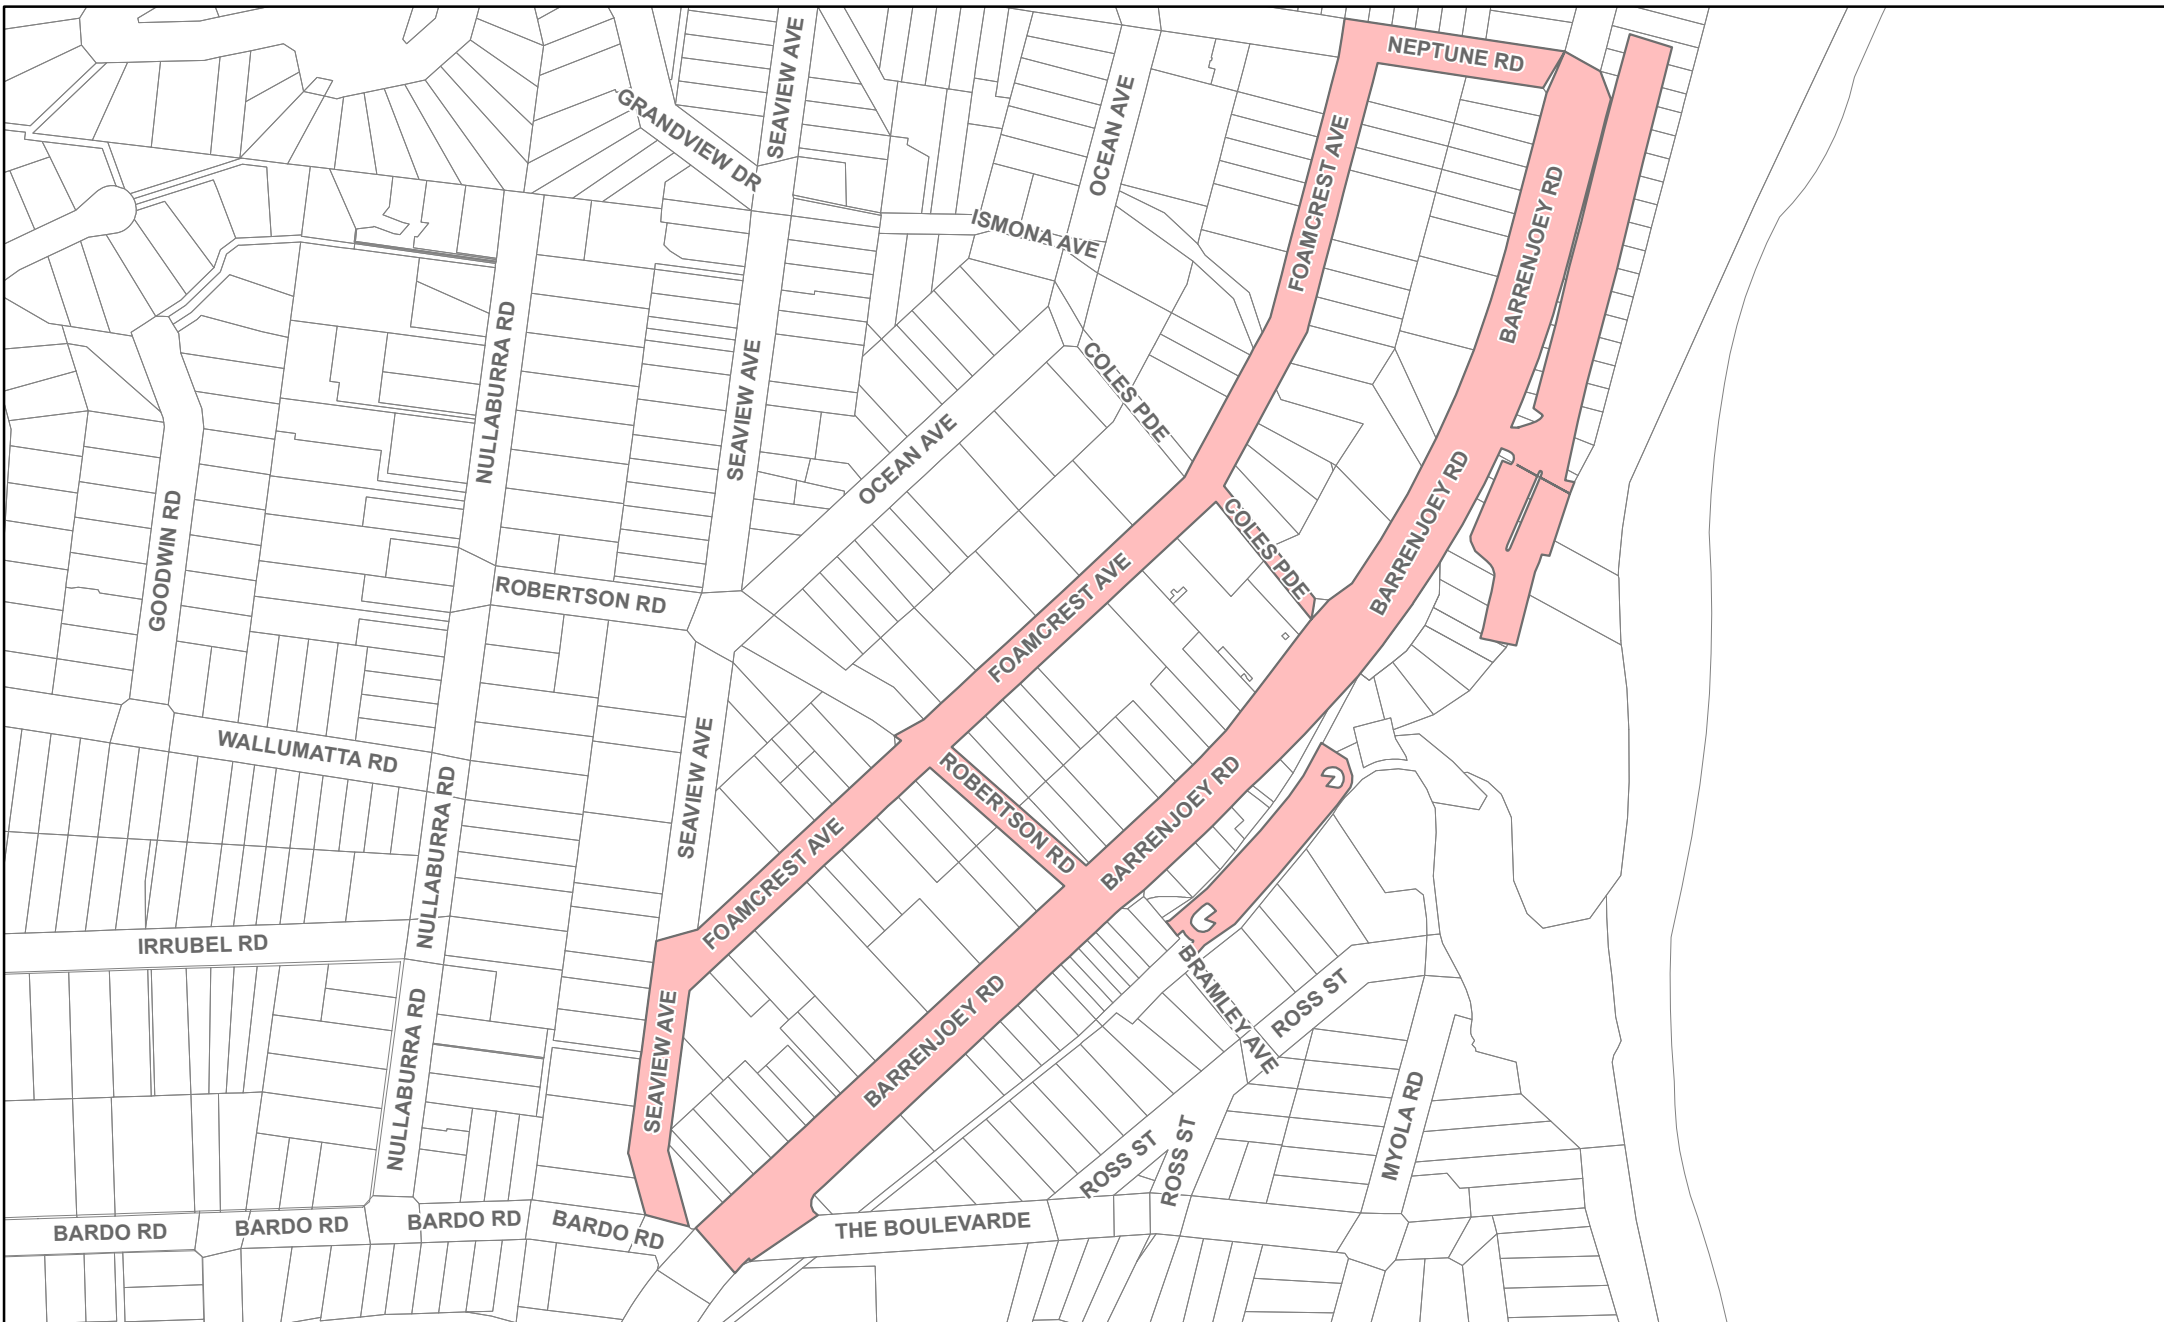 NEPTUNE RD
SEAVIEW AVE
GRANDVIEW DR
OCEAN AVE
FOAMCREST AVE
BARRENJOEY RD
ISMONA AVE
NULLABURRA RD
SEAVIEW AVE
COLES PDE
OCEAN AVE
GOODWIN RD
ROBERTSON RD
COLES PDE
BARRENJOEY RD
FOAMCREST AVE
WALLUMATTA RD
SEAVIEW AVE
NULLABURRA RD
ROBERTSON RD
BARRENJOEY RD
FOAMCREST AVE
IRRUBEL RD
BRAMLEY AVE
ROSS ST
BARRENJOEY RD
SEAVIEW AVE
NULLABURRA RD
MYOLA RD
ROSS ST
ROSS ST
BARDO RD
BARDO RD
BARDO RD
BARDO RD
THE BOULEVARDE